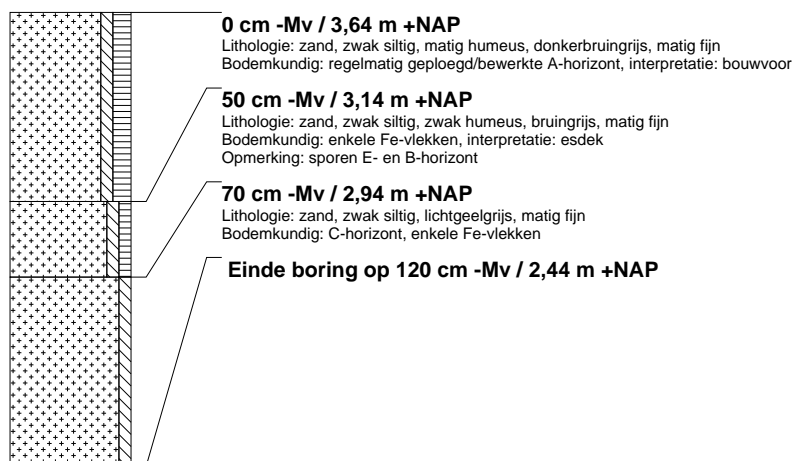 0 cm -Mv / 3,64 m +NAP
Lithologie: zand, zwak siltig, matig humeus, donkerbruingrijs, matig fijn
Bodemkundig: regelmatig geploegd/bewerkte A-horizont, interpretatie: bouwvoor
50 cm -Mv / 3,14 m +NAP
Lithologie: zand, zwak siltig, zwak humeus, bruingrijs, matig fijn
Bodemkundig: enkele Fe-vlekken, interpretatie: esdek
Opmerking: sporen E- en B-horizont
70 cm -Mv / 2,94 m +NAP
Lithologie: zand, zwak siltig, lichtgeelgrijs, matig fijn
Bodemkundig: C-horizont, enkele Fe-vlekken
Einde boring op 120 cm -Mv / 2,44 m +NAP